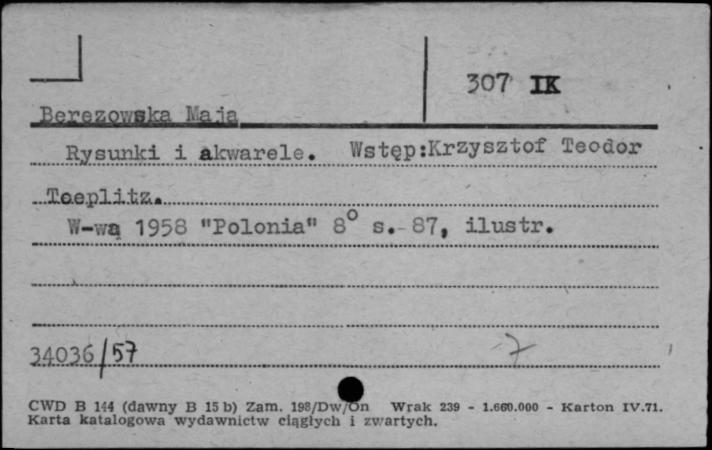 307 IK
Berezowska Maja
Rysunki i akwarele. Wstęp:Krzysztof Teodor
Toeplitz.
W-wą 1958 "Polonia" 8° s. 87, ilustr.
34036/57
7
CWD B 144 (dawny B 15 b) Zam. 198/Dw/On Wrak 239 - 1.660.000 - Karton IV.71.
Karta katalogowa wydawnictw ciągłych i zwartych.